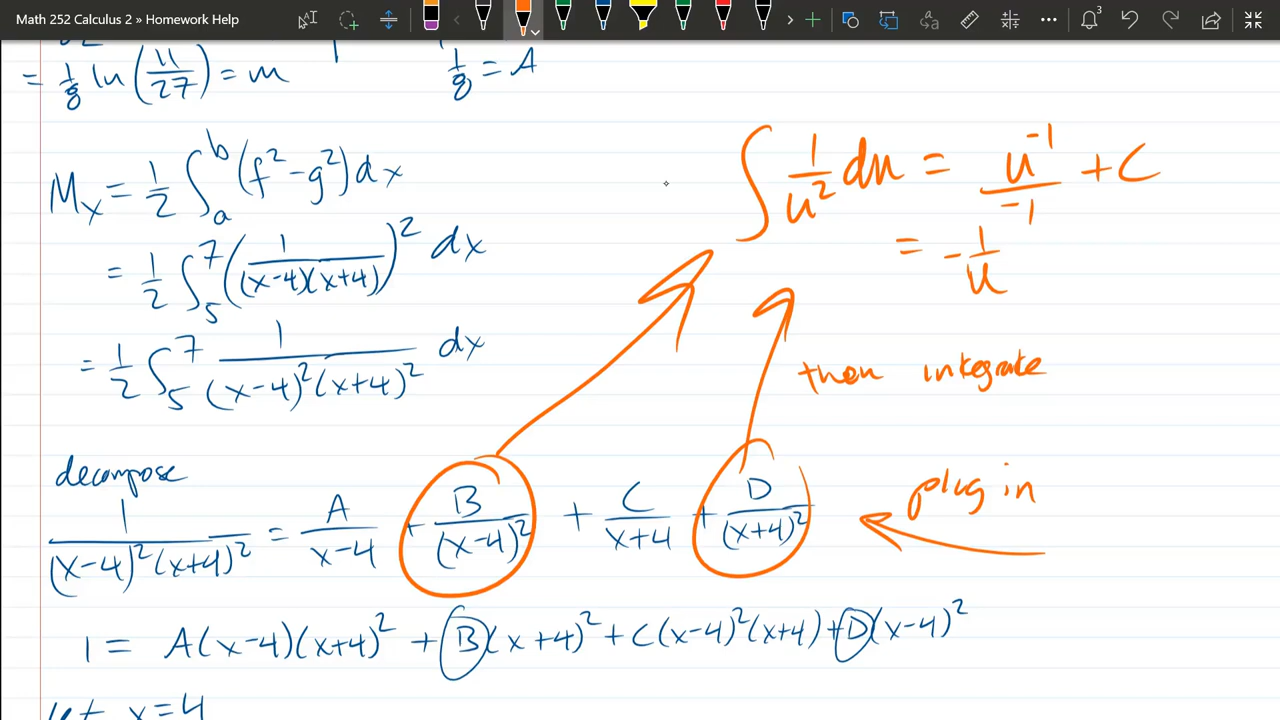 Math 252 Calculus 2 » Homework Help
3
= 1/8 ln(11/27) = m
1/8 = A
Mx = 1/2 ∫_a^b (f² - g²) dx
= 1/2 ∫_5^7 (1/((x-4)(x+4)))² dx
= 1/2 ∫_5^7 1/((x-4)²(x+4)²) dx
∫ 1/u² du = u⁻¹/-1 + C
= - 1/u
then integrate
plug in
decompose
1/((x-4)²(x+4)²) = A/(x-4) + B/(x-4)² + C/(x+4) + D/(x+4)²
1 = A(x-4)(x+4)² + B(x+4)² + C(x-4)²(x+4) + D(x-4)²
let x=4